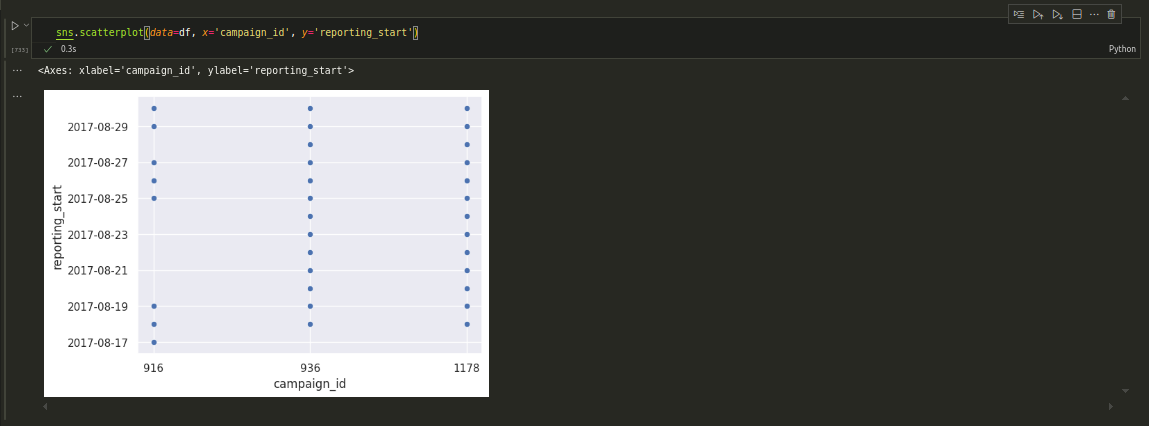 sns.scatterplot(data=df, x='campaign_id', y='reporting_start')
[733]
0.3s
Python
<Axes: xlabel='campaign_id', ylabel='reporting_start'>
2017-08-29
2017-08-27
2017-08-25
2017-08-23
2017-08-21
2017-08-19
2017-08-17
reporting_start
916 936 1178
campaign_id